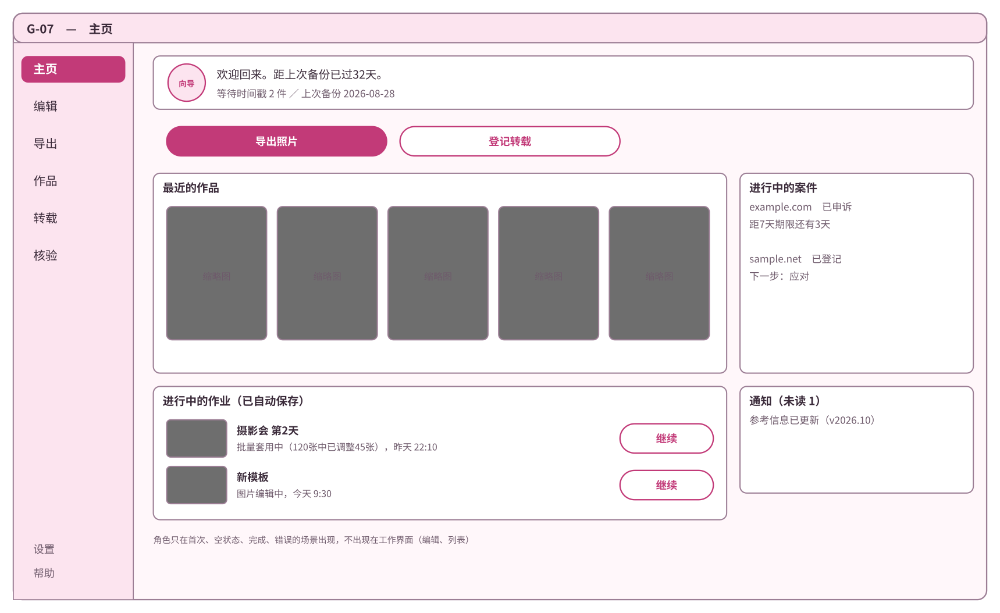 G-07 — 主页
主页
编辑
导出
作品
转载
核验
设置
帮助
向导
欢迎回来。距上次备份已过32天。
等待时间戳 2 件 ／ 上次备份 2026-08-28
导出照片
登记转载
最近的作品
缩略图
缩略图
缩略图
缩略图
缩略图
进行中的案件
example.com 已申诉
距7天期限还有3天
sample.net 已登记
下一步：应对
进行中的作业（已自动保存）
摄影会 第2天
批量套用中（120张中已调整45张），昨天 22:10
继续
新模板
图片编辑中，今天 9:30
继续
通知（未读 1）
参考信息已更新（v2026.10）
角色只在首次、空状态、完成、错误的场景出现，不出现在工作界面（编辑、列表）